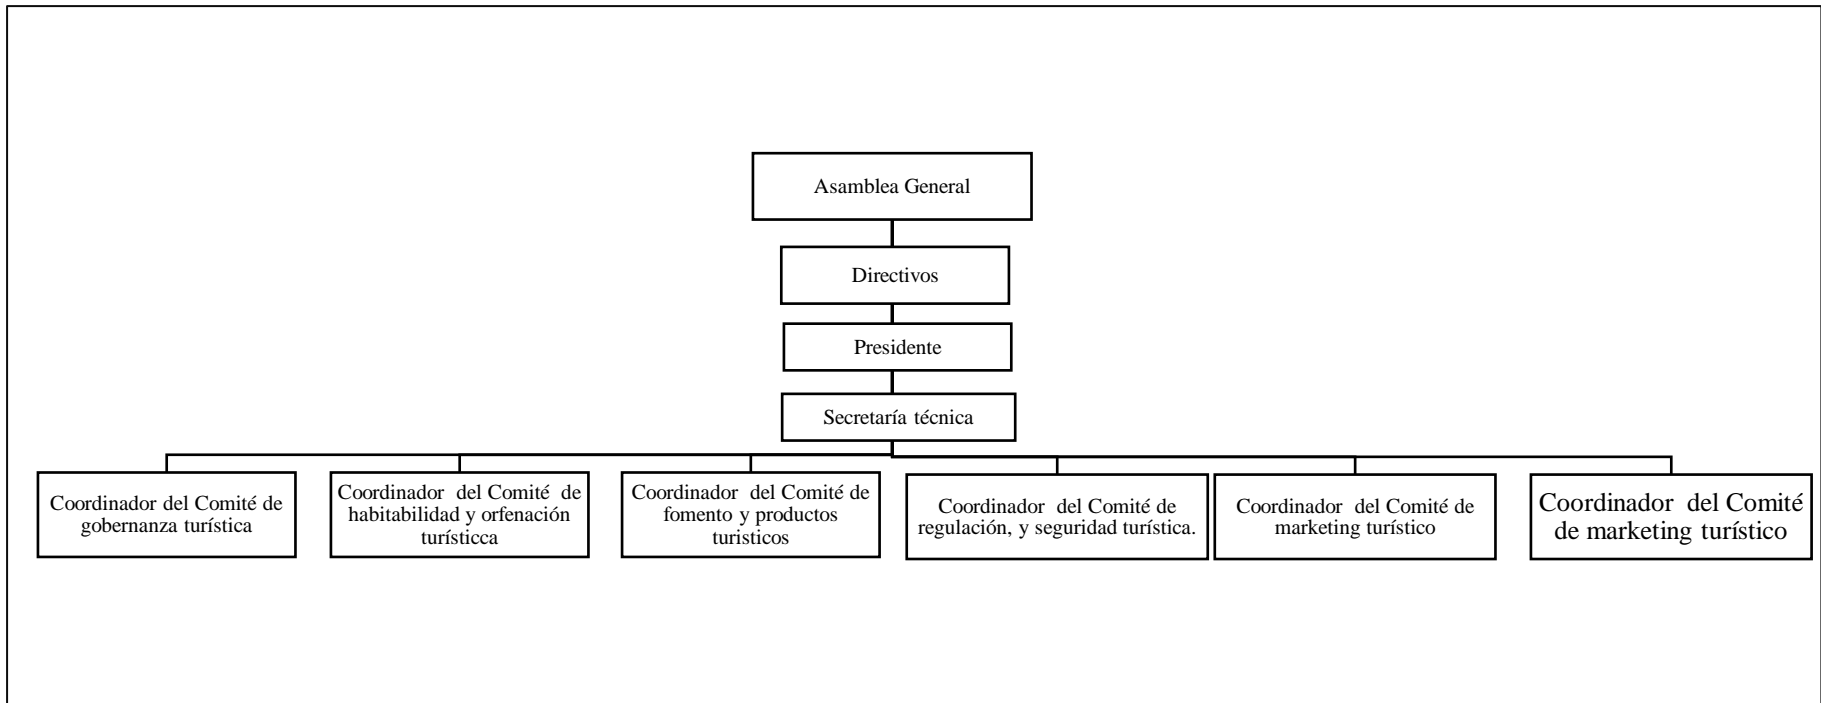 Asamblea General
Directivos
Presidente
Secretaría técnica
Coordinador del Comité de
gobernanza turística
Coordinador del Comité de
habitabilidad y orfenación
turísticca
Coordinador del Comité de
fomento y productos
turisticos
Coordinador del Comité de
regulación, y seguridad turística.
Coordinador del Comité de
marketing turístico
Coordinador del Comité
de marketing turístico